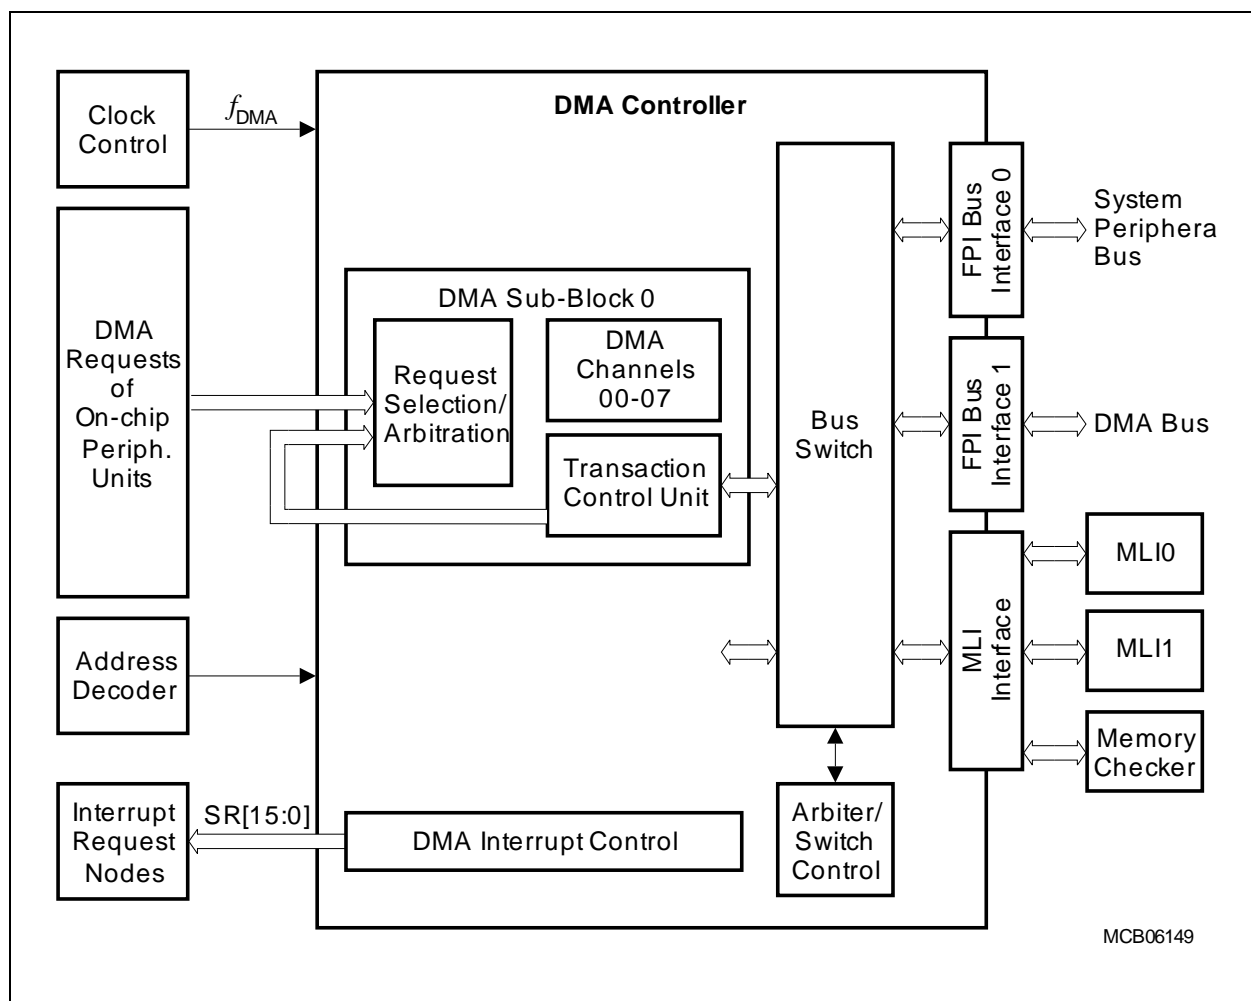 DMA Controller
Clock
Control
fDMA
DMA
Requests
of
On-chip
Periph.
Units
Address
Decoder
Interrupt
Request
Nodes
SR[15:0]
DMA Sub-Block 0
Request
Selection/
Arbitration
DMA
Channels
00-07
Transaction
Control Unit
DMA Interrupt Control
Bus
Switch
Arbiter/
Switch
Control
FPI Bus
Interface 0
FPI Bus
Interface 1
MLI
Interface
System
Periphera
Bus
DMA Bus
MLI0
MLI1
Memory
Checker
MCB06149